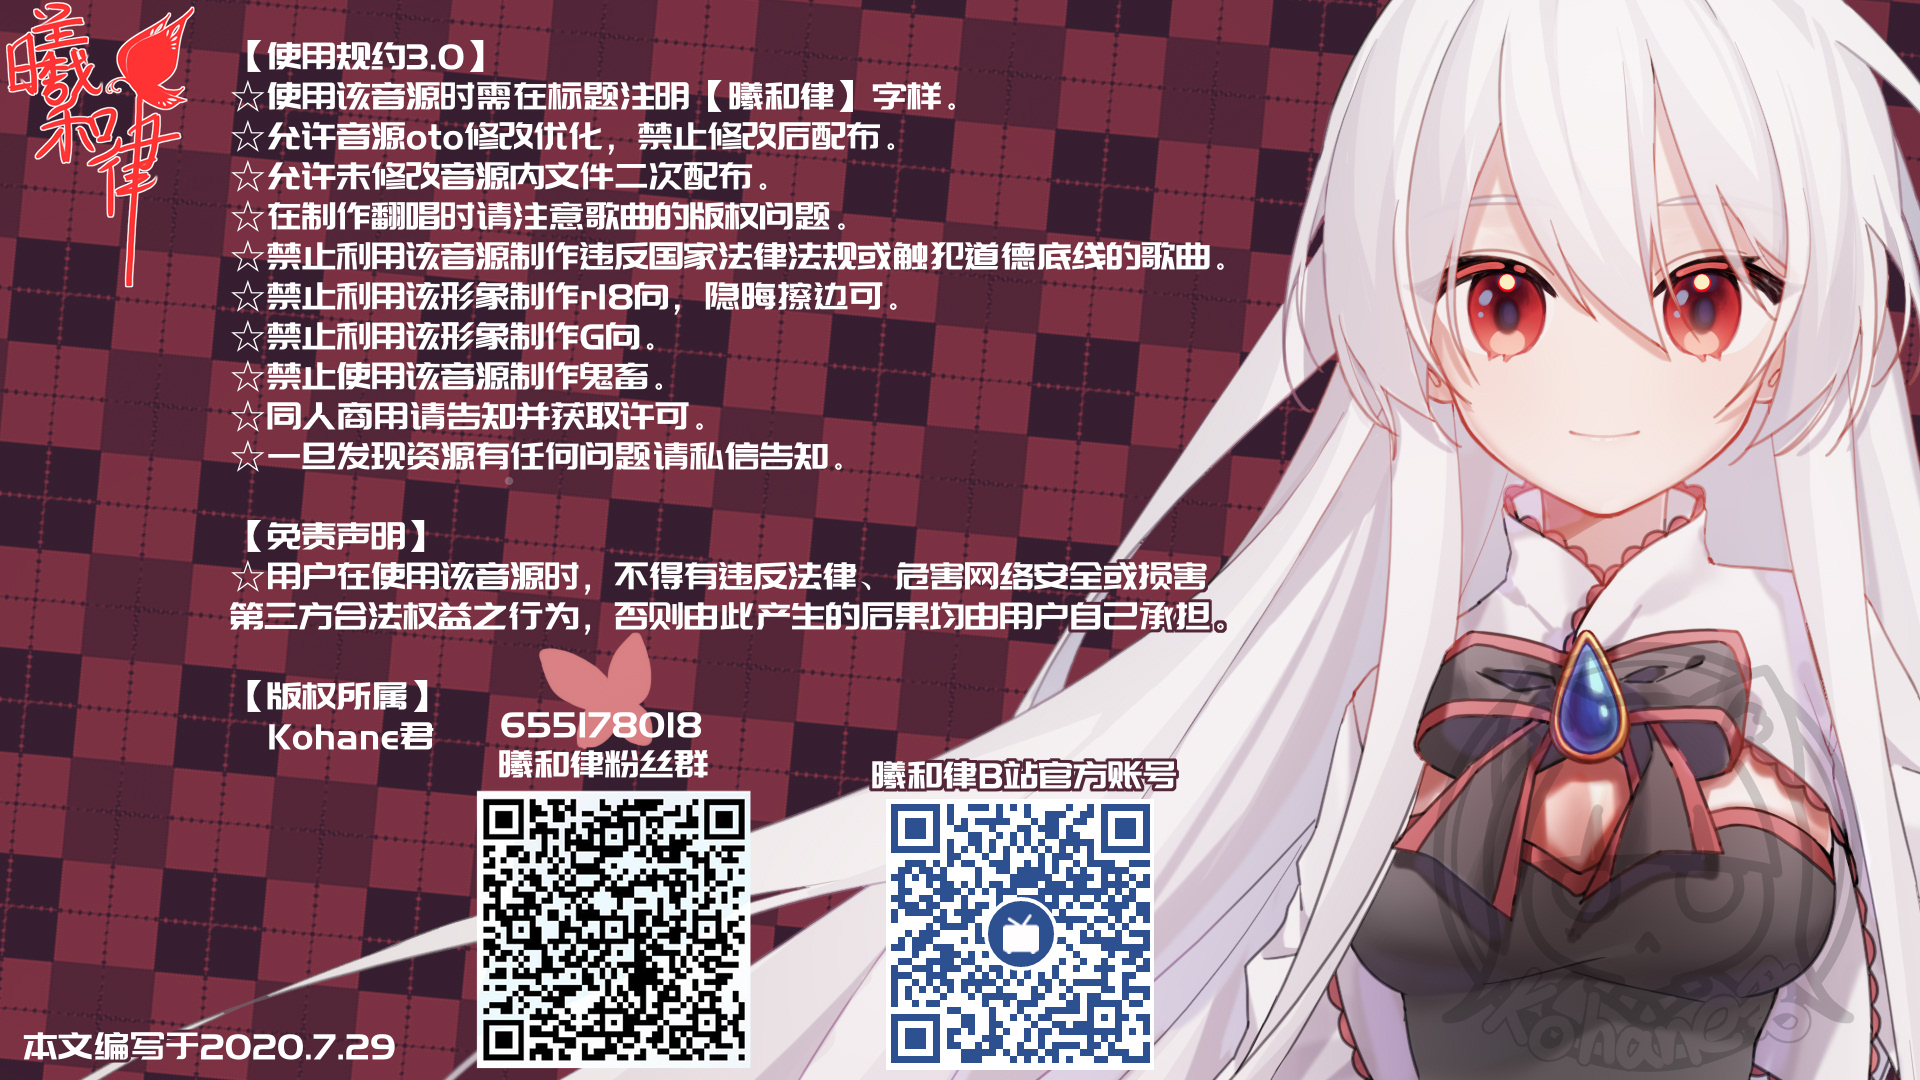 曦和律
【使用规约3.0】
☆使用该音源时需在标题注明【曦和律】字样。
☆允许音源oto修改优化，禁止修改后配布。
☆允许未修改音源内文件二次配布。
☆在制作翻唱时请注意歌曲的版权问题。
☆禁止利用该音源制作违反国家法律法规或触犯道德底线的歌曲。
☆禁止利用该形象制作r18向，隐晦擦边可。
☆禁止利用该形象制作G向。
☆禁止使用该音源制作鬼畜。
☆同人商用请告知并获取许可。
☆一旦发现资源有任何问题请私信告知。
【免责声明】
☆用户在使用该音源时，不得有违反法律、危害网络安全或损害
第三方合法权益之行为，否则由此产生的后果均由用户自己承担。
【版权所属】
Kohane君
655178018
曦和律粉丝群
曦和律B站官方账号
本文编写于2020.7.29
Kohane君